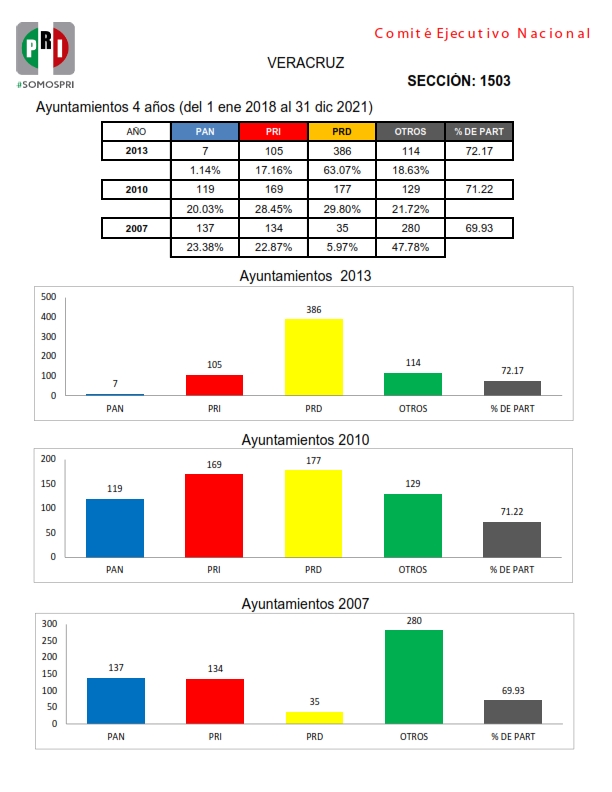 PRI
#SOMOSPRI
Comité Ejecutivo Nacional
VERACRUZ
SECCIÓN: 1503
Ayuntamientos 4 años (del 1 ene 2018 al 31 dic 2021)
AÑO PAN PRI PRD OTROS % DE PART
2013 7 105 386 114 72.17
1.14% 17.16% 63.07% 18.63%
2010 119 169 177 129 71.22
20.03% 28.45% 29.80% 21.72%
2007 137 134 35 280 69.93
23.38% 22.87% 5.97% 47.78%
Ayuntamientos 2013
500
400
300
200
100
0
7 105 386 114 72.17
PAN PRI PRD OTROS % DE PART
Ayuntamientos 2010
200
150
100
50
0
119 169 177 129 71.22
PAN PRI PRD OTROS % DE PART
Ayuntamientos 2007
300
250
200
150
100
50
0
137 134 35 280 69.93
PAN PRI PRD OTROS % DE PART